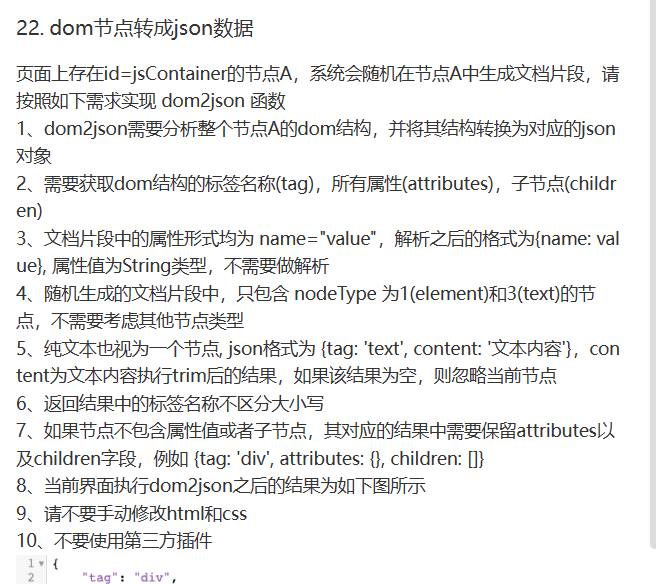 22. dom节点转成json数据
页面上存在id=jsContainer的节点A，系统会随机在节点A中生成文档片段，请
按照如下需求实现 dom2json 函数
1、dom2json需要分析整个节点A的dom结构，并将其结构转换为对应的json
对象
2、需要获取dom结构的标签名称(tag)，所有属性(attributes)，子节点(childr
en)
3、文档片段中的属性形式均为 name="value"，解析之后的格式为{name: val
ue}, 属性值为String类型，不需要做解析
4、随机生成的文档片段中，只包含 nodeType 为1(element)和3(text)的节
点，不需要考虑其他节点类型
5、纯文本也视为一个节点, json格式为 {tag: 'text', content: '文本内容'}，con
tent为文本内容执行trim后的结果，如果该结果为空，则忽略当前节点
6、返回结果中的标签名称不区分大小写
7、如果节点不包含属性值或者子节点，其对应的结果中需要保留attributes以
及children字段，例如 {tag: 'div', attributes: {}, children: []}
8、当前界面执行dom2json之后的结果为如下图所示
9、请不要手动修改html和css
10、不要使用第三方插件
1 {
2 "tag": "div",